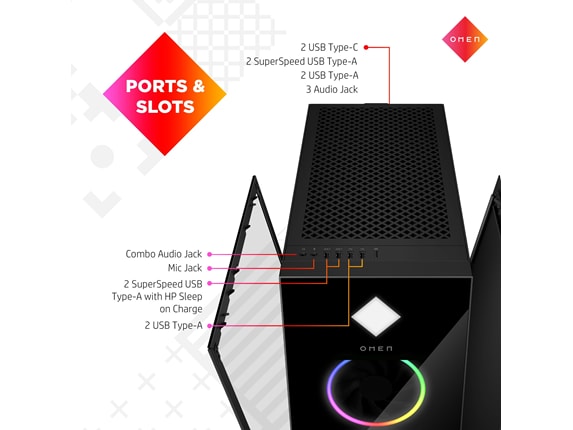 PORTS &
SLOTS
2 USB Type-C
2 SuperSpeed USB Type-A
2 USB Type-A
3 Audio Jack
OMEN
Combo Audio Jack
Mic Jack
2 SuperSpeed USB
Type-A with HP Sleep
on Charge
2 USB Type-A
OMEN